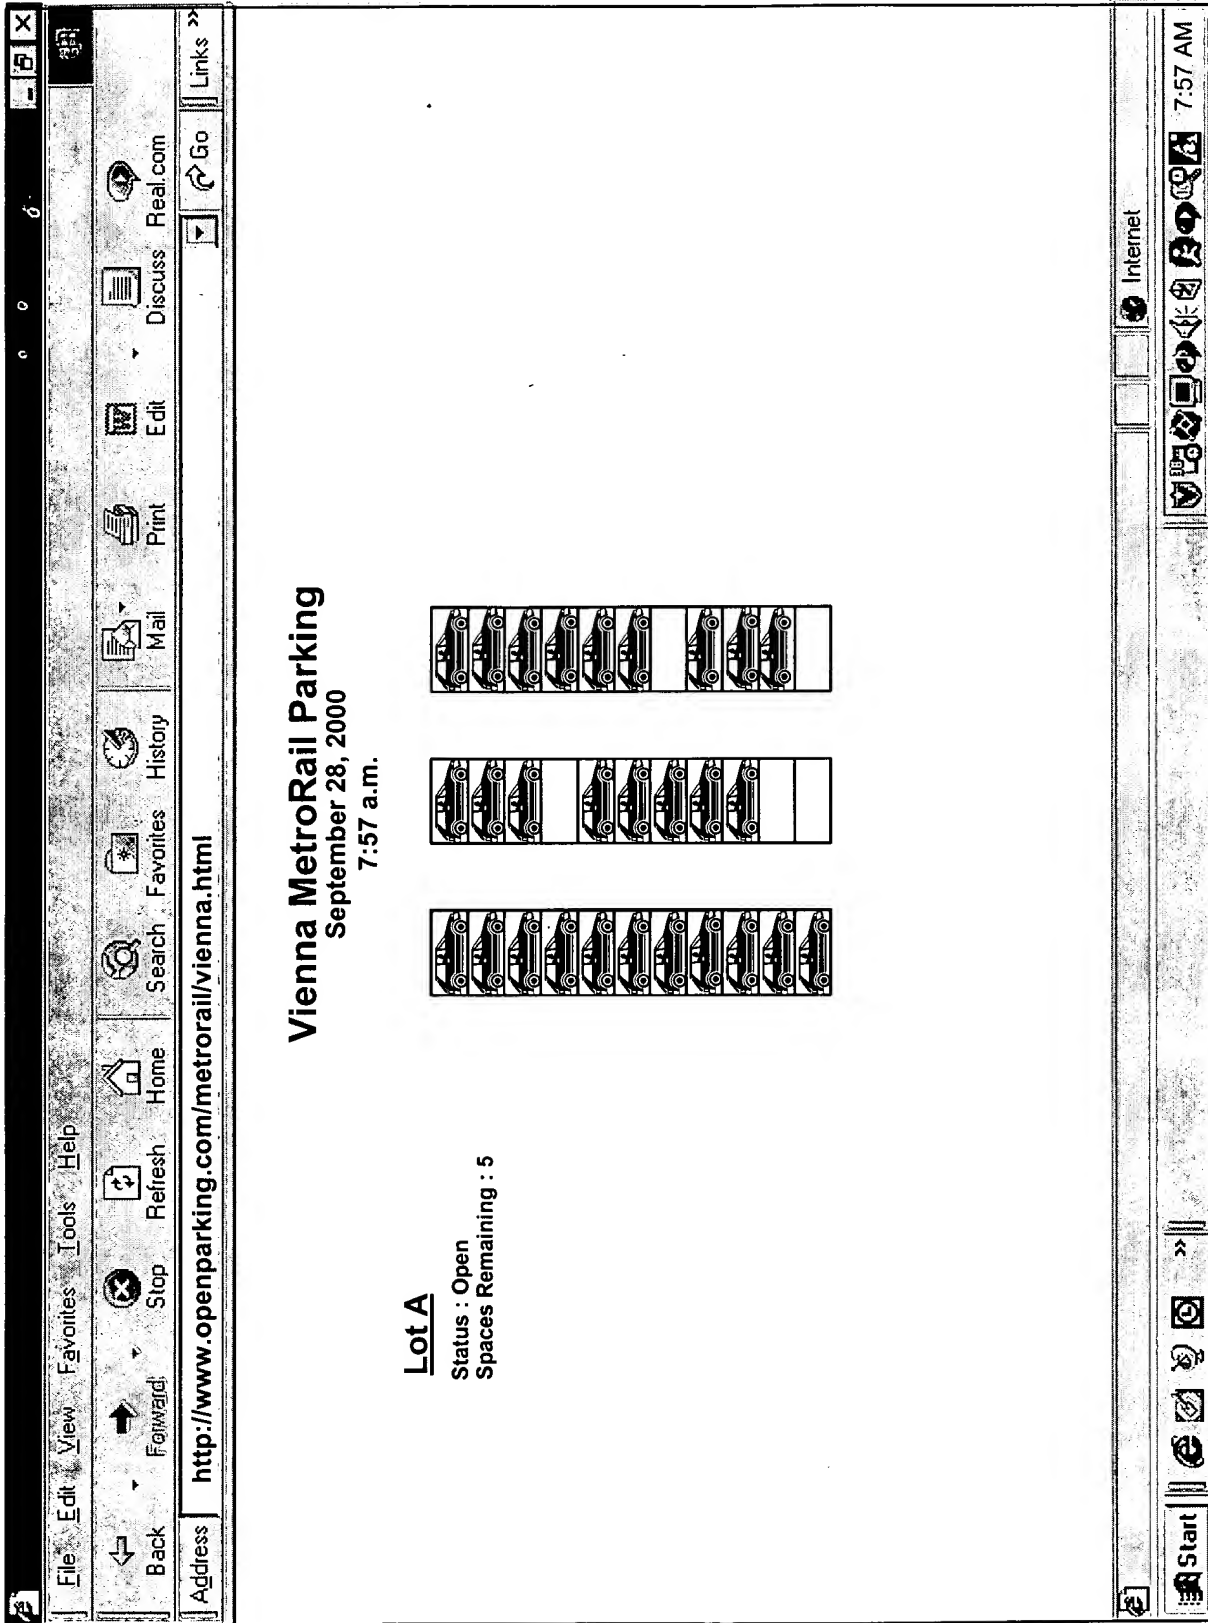 File Edit View Favorites Tools Help
Back Forward Stop Refresh Home Search Favorites History Mail Print Edit Discuss Real.com
Address http://www.openparking.com/metrorail/vienna.html Go Links »
Vienna MetroRail Parking
September 28, 2000
7:57 a.m.
Lot A
Status : Open
Spaces Remaining : 5
Internet
Start » 7:57 AM